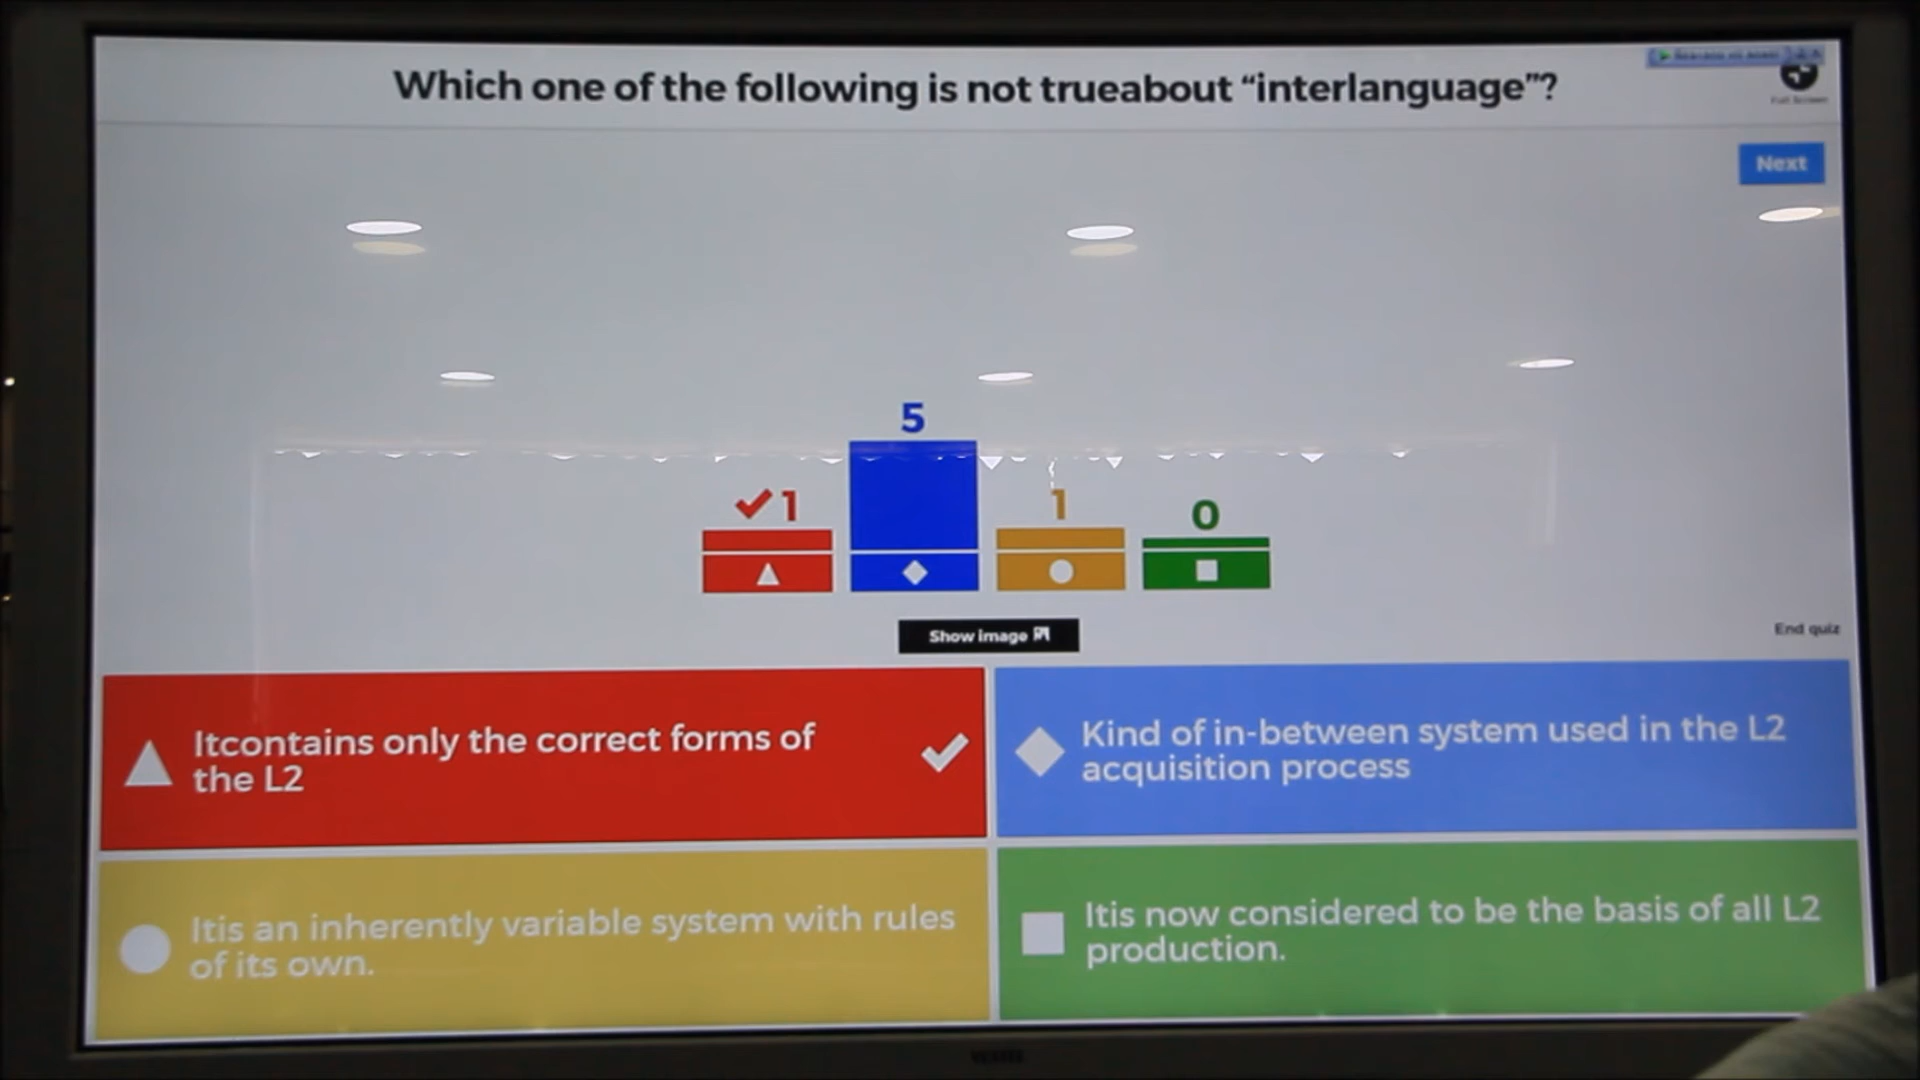 Which one of the following is not trueabout “interlanguage”?
Full Screen
Next
5
1
1
0
Show image
End quiz
Itcontains only the correct forms of
the L2
Kind of in-between system used in the L2
acquisition process
Itis an inherently variable system with rules
of its own.
Itis now considered to be the basis of all L2
production.